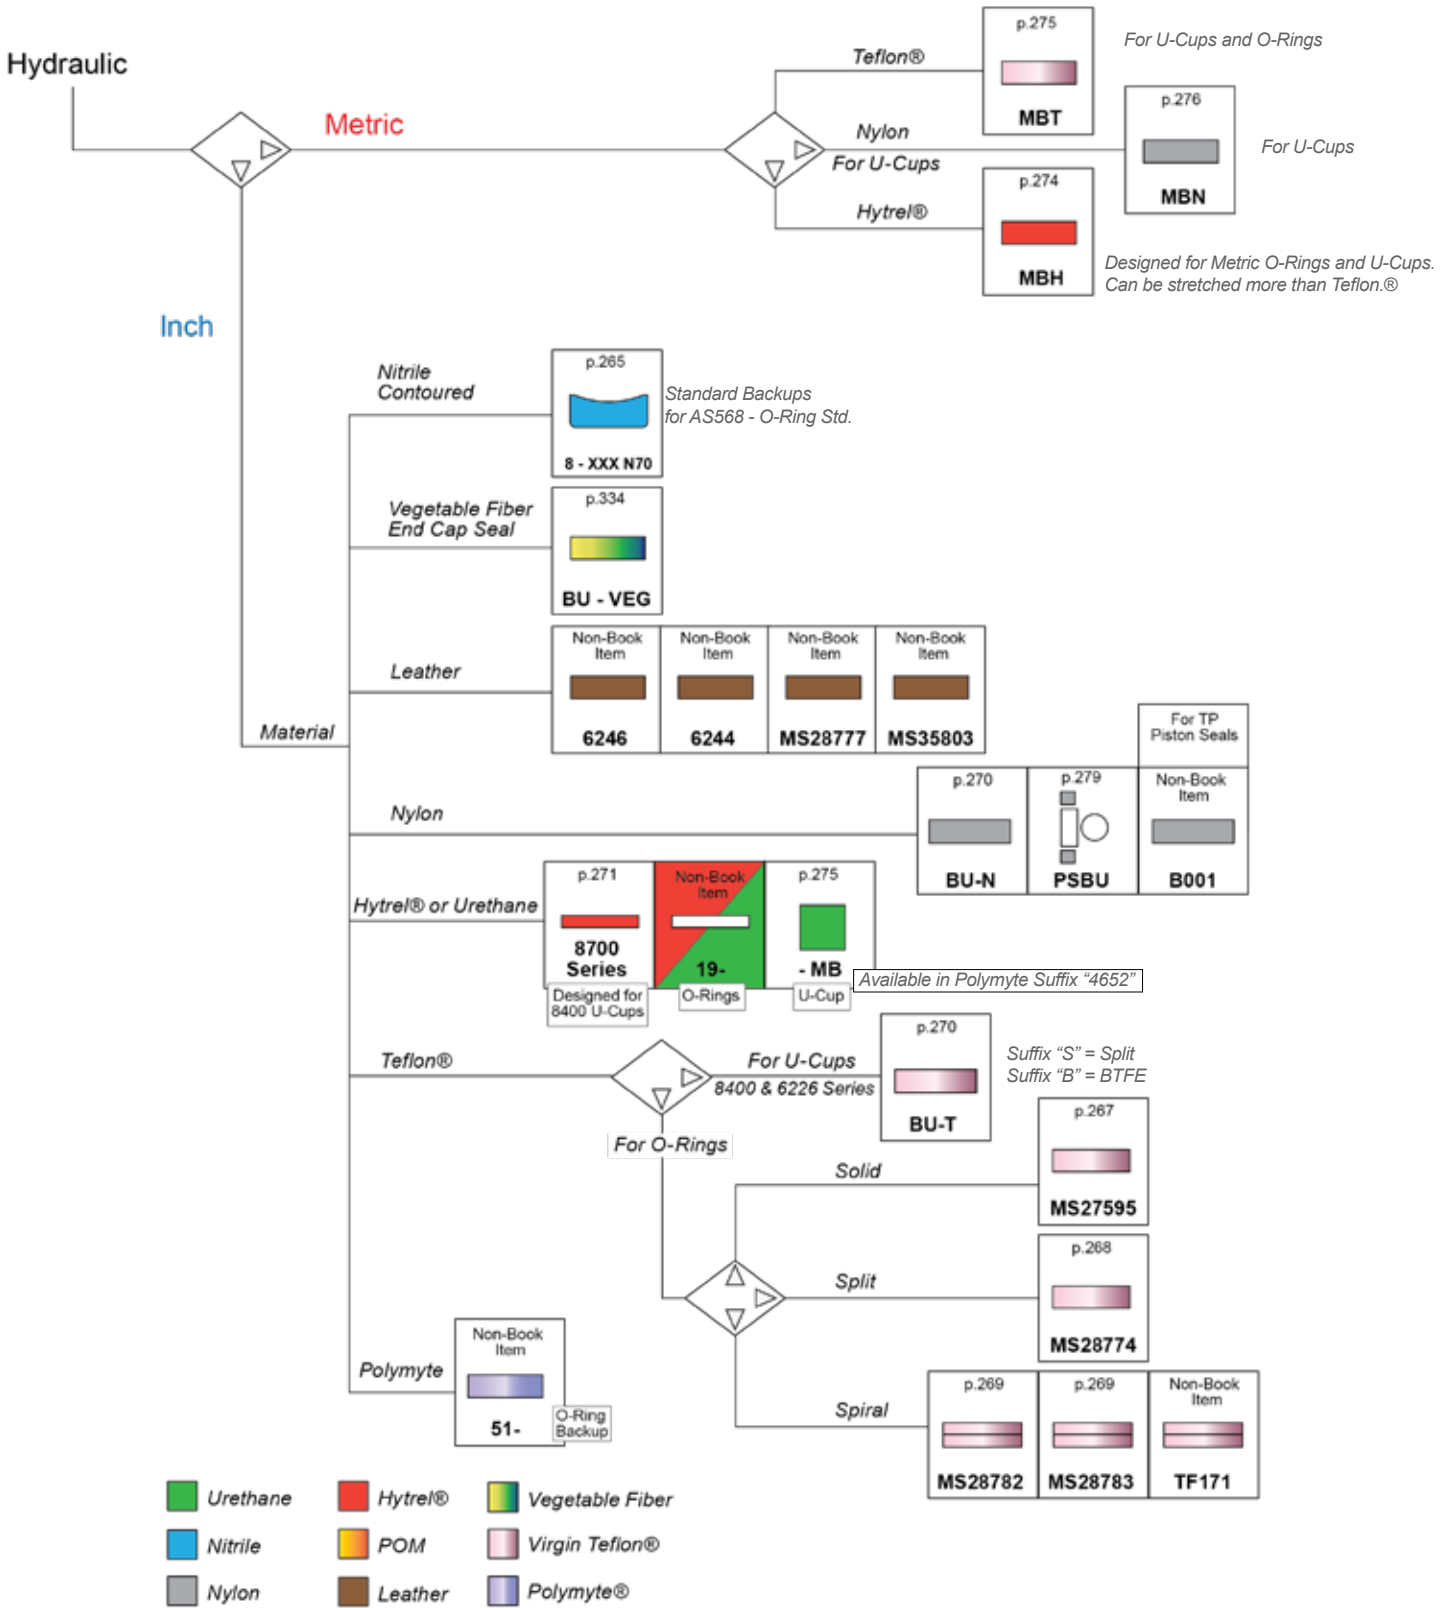 Hydraulic
Metric
Inch
Teflon®
p.275
MBT
For U-Cups and O-Rings
Nylon
For U-Cups
p.276
MBN
For U-Cups
Hytrel®
p.274
MBH
Designed for Metric O-Rings and U-Cups.
Can be stretched more than Teflon.®
Material
Nitrile
Contoured
p.265
8 - XXX N70
Standard Backups
for AS568 - O-Ring Std.
Vegetable Fiber
End Cap Seal
p.334
BU - VEG
Leather
Non-Book
Item
6246
Non-Book
Item
6244
Non-Book
Item
MS28777
Non-Book
Item
MS35803
Nylon
p.270
BU-N
p.279
PSBU
For TP
Piston Seals
Non-Book
Item
B001
Hytrel® or Urethane
p.271
8700
Series
Designed for
8400 U-Cups
Non-Book
Item
19-
O-Rings
p.275
- MB
U-Cup
Available in Polymyte Suffix “4652”
Teflon®
For U-Cups
8400 & 6226 Series
p.270
BU-T
Suffix “S” = Split
Suffix “B” = BTFE
For O-Rings
Solid
p.267
MS27595
Split
p.268
MS28774
Spiral
p.269
MS28782
p.269
MS28783
Non-Book
Item
TF171
Polymyte
Non-Book
Item
51-
O-Ring
Backup
Urethane
Hytrel®
Vegetable Fiber
Nitrile
POM
Virgin Teflon®
Nylon
Leather
Polymyte®